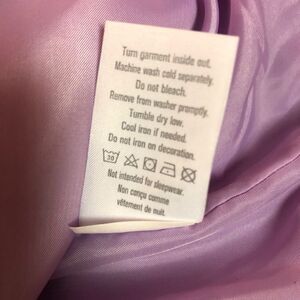 Turn garment inside out.
Machine wash cold separately.
Do not bleach.
Remove from washer promptly.
Tumble dry low.
Cool iron if needed.
Do not iron on decoration.
30
Not intended for sleepwear.
Non conçu comme
vêtement de nuit.